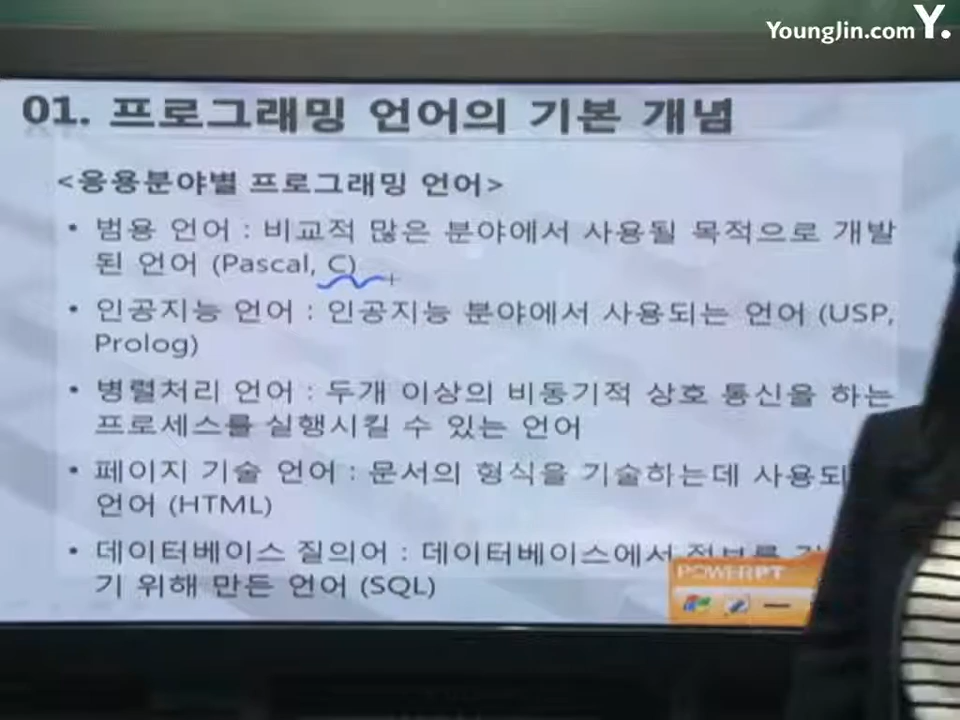 YoungJin.com Y.
01. 프로그래밍 언어의 기본 개념
<응용분야별 프로그래밍 언어>
• 범용 언어 : 비교적 많은 분야에서 사용될 목적으로 개발
된 언어 (Pascal, C)
• 인공지능 언어 : 인공지능 분야에서 사용되는 언어 (USP,
Prolog)
• 병렬처리 언어 : 두개 이상의 비동기적 상호 통신을 하는
프로세스를 실행시킬 수 있는 언어
• 페이지 기술 언어 : 문서의 형식을 기술하는데 사용되
언어 (HTML)
• 데이터베이스 질의어 : 데이터베이스에서 정보를
기 위해 만든 언어 (SQL)
POWERPT